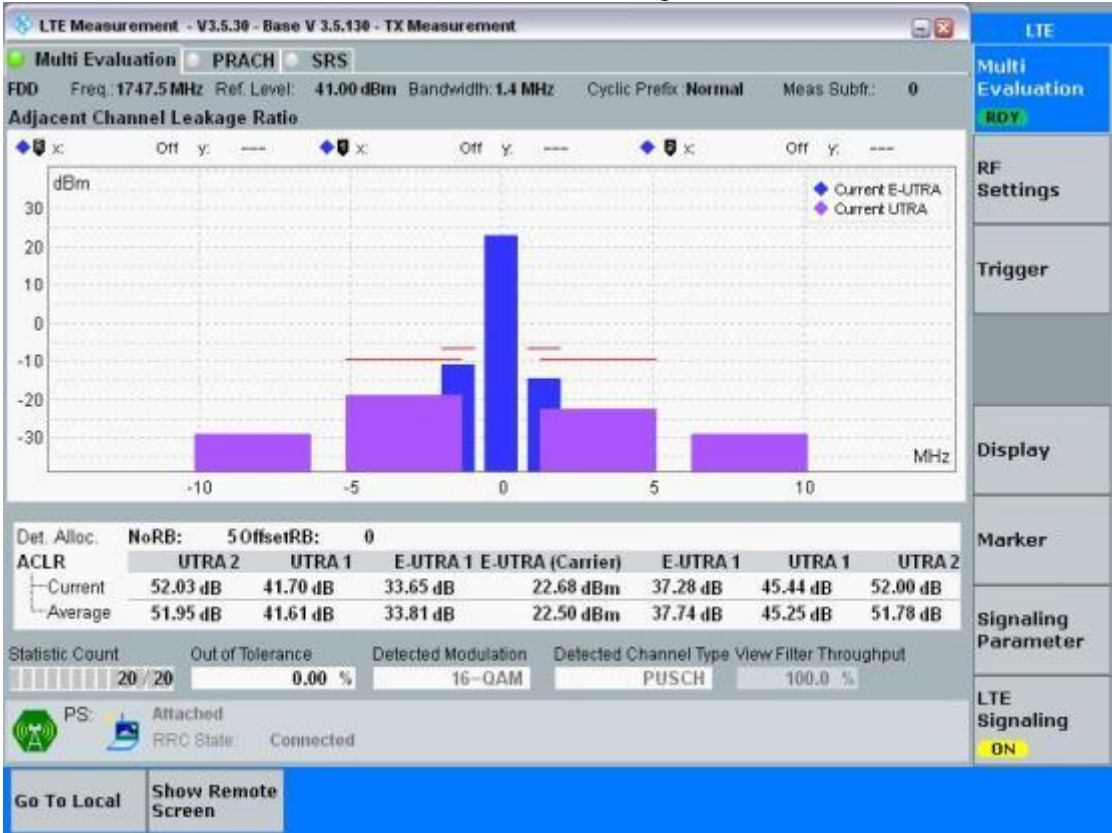 LTE Measurement - V3.5.30 - Base V 3.5.130 - TX Measurement
LTE
Multi Evaluation PRACH SRS
Multi
Evaluation
RDY
FDD Freq.: 1747.5 MHz Ref. Level: 41.00 dBm Bandwidth: 1.4 MHz Cyclic Prefix: Normal Meas Subfr.: 0
Adjacent Channel Leakage Ratio
x: Off y: --- x: Off y: --- x: Off y: ---
dBm
Current E-UTRA
Current UTRA
30
20
10
0
-10
-20
-30
MHz
-10 -5 0 5 10
RF
Settings
Trigger
Display
Marker
Signaling
Parameter
LTE
Signaling
ON
Det. Alloc. NoRB: 5 OffsetRB: 0
ACLR UTRA 2 UTRA 1 E-UTRA 1 E-UTRA (Carrier) E-UTRA 1 UTRA 1 UTRA 2
Current 52.03 dB 41.70 dB 33.65 dB 22.68 dBm 37.28 dB 45.44 dB 52.00 dB
Average 51.95 dB 41.61 dB 33.81 dB 22.50 dBm 37.74 dB 45.25 dB 51.78 dB
Statistic Count Out of Tolerance Detected Modulation Detected Channel Type View Filter Throughput
20 / 20 0.00 % 16-QAM PUSCH 100.0 %
PS: Attached
RRC State: Connected
Go To Local
Show Remote
Screen